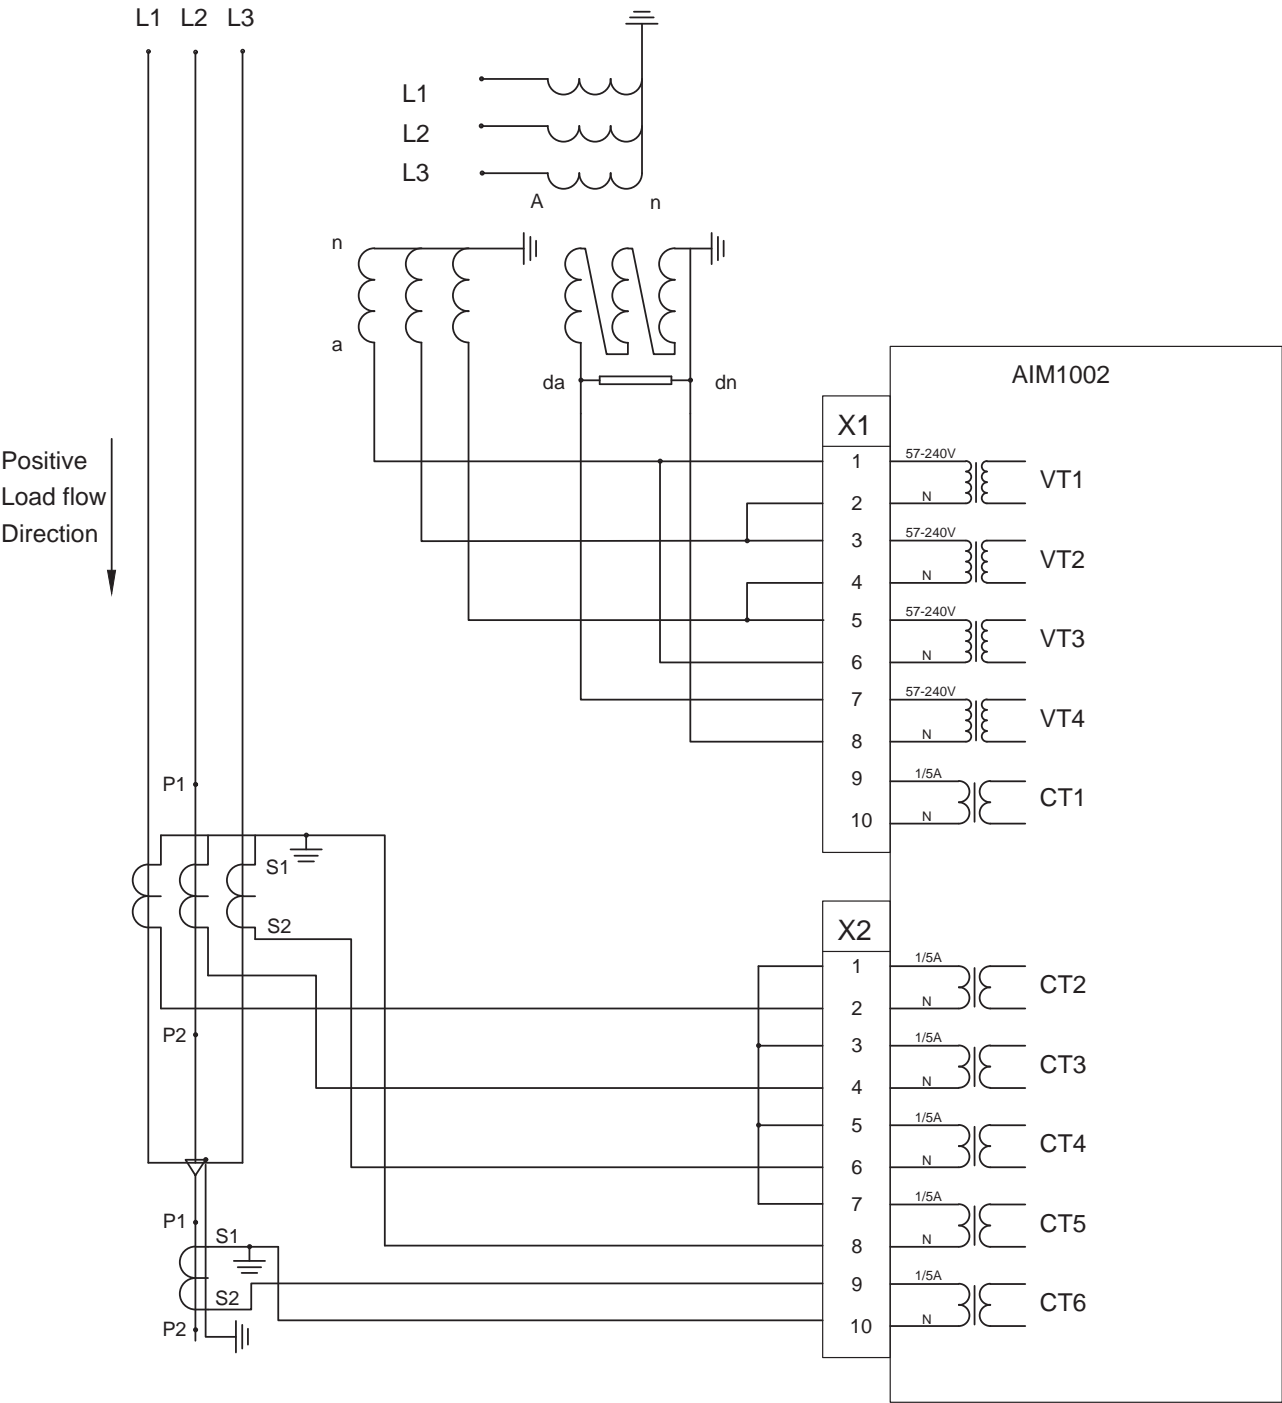 L1 L2 L3
L1
L2
L3
A n
n
a
da dn
AIM1002
Positive
Load flow
Direction
X1
1 57-240V
VT1
2 N
3 57-240V
VT2
4 N
5 57-240V
VT3
6 N
7 57-240V
VT4
8 N
9 1/5A
CT1
10 N
P1
S1
S2
P2
X2
1 1/5A
CT2
2 N
3 1/5A
CT3
4 N
5 1/5A
CT4
6 N
7 1/5A
CT5
8 N
9 1/5A
CT6
10 N
P1
S1
S2
P2